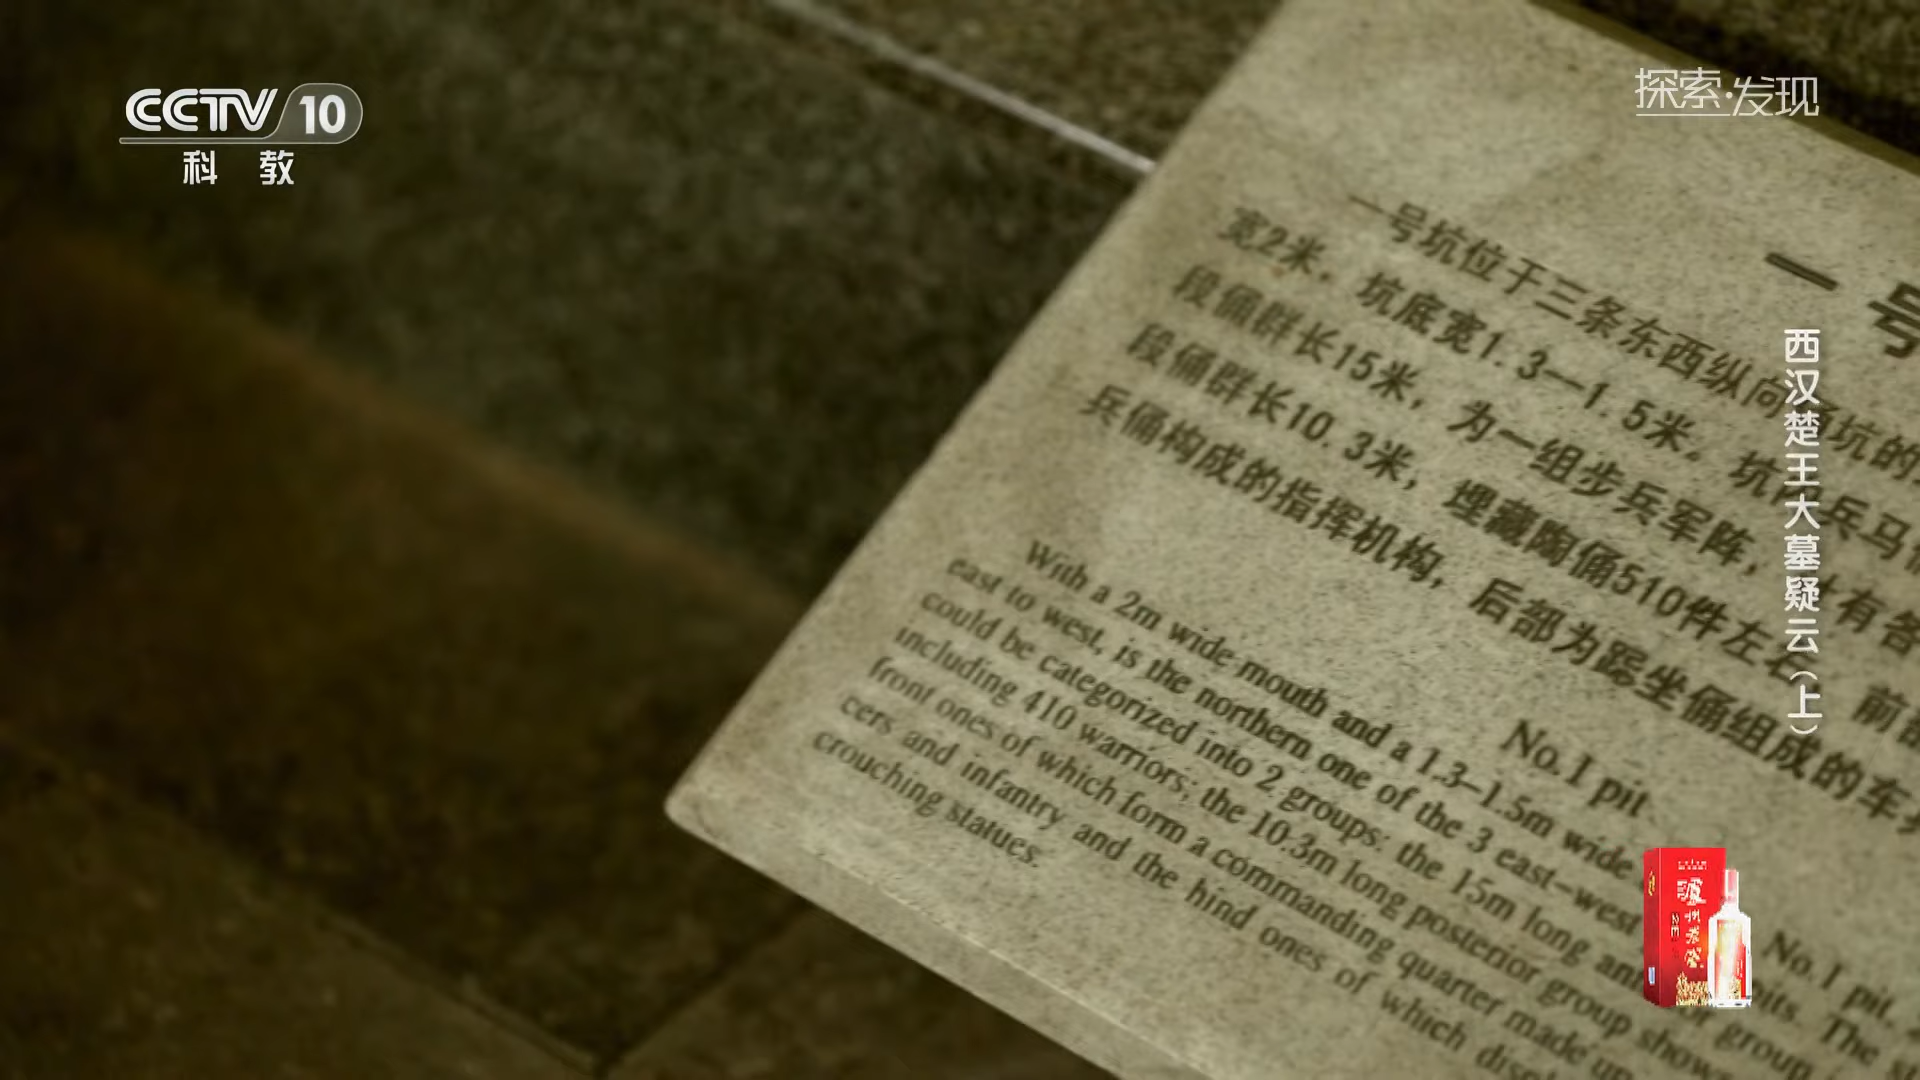 CCTV 10
科 教
探索·发现
西汉楚王大墓疑云（上）
一号
一号坑位于三条东西纵向
宽2米，坑底宽1.3—1.5米。坑
段俑群长15米，为一组步兵军阵，
段俑群长10.3米，埋藏陶俑510件左右
兵俑构成的指挥机构，后部为跽坐俑组成的车
No.1 pit
With a 2m wide mouth and a 1.3-1.5m wide
No.1 pit,
east to west, is the northern one of the 3 east-west
pits. The
could be categorized into 2 groups: the 15m long
group
including 410 warriors; the 10.3m long posterior group shows
front ones of which form a commanding quarter made up
cers and infantry and the hind ones of which
crouching statues.